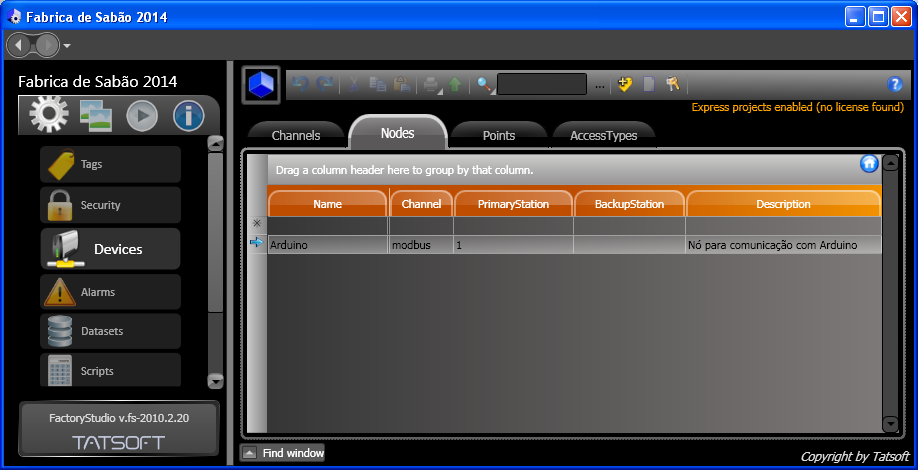 Fabrica de Sabão 2014
Fabrica de Sabão 2014
Tags
Security
Devices
Alarms
Datasets
Scripts
FactoryStudio v.fs-2010.2.20
TATSOFT
...
Express projects enabled (no license found)
Channels Nodes Points AccessTypes
Drag a column header here to group by that column.
Name Channel PrimaryStation BackupStation Description
Arduino modbus 1 Nó para comunicação com Arduino
Find window
Copyright by Tatsoft